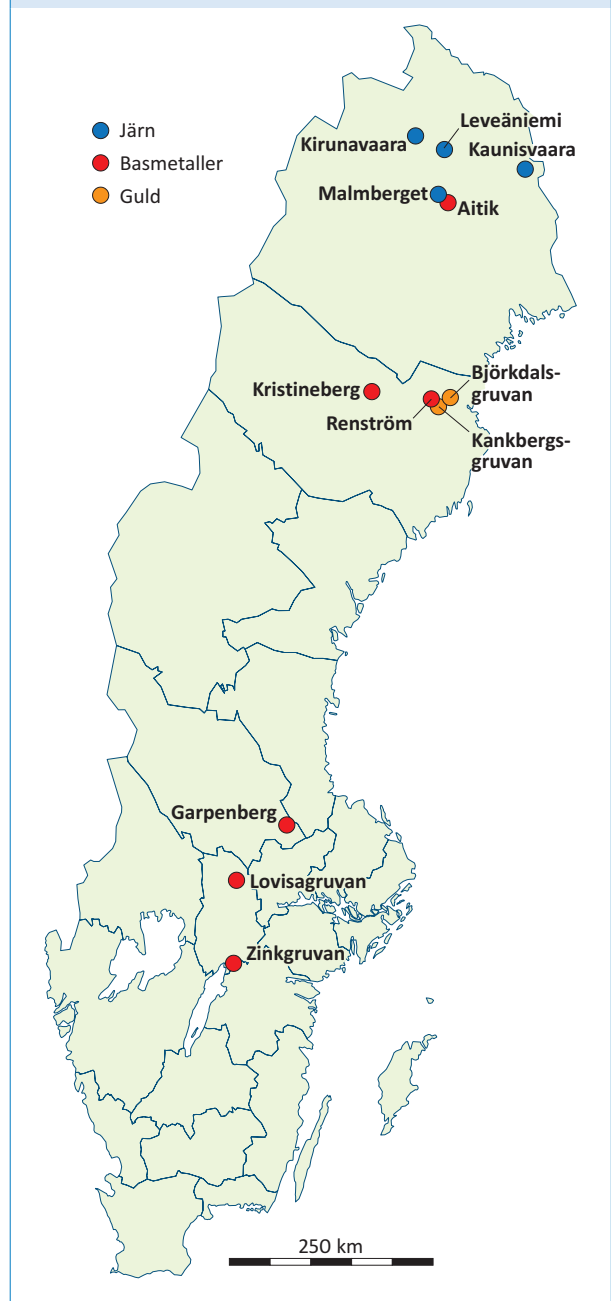 Järn
Basmetaller
Guld
Leveäniemi
Kirunavaara
Kaunisvaara
Malmberget
Aitik
Björkdals-
gruvan
Kristineberg
Renström
Kankbergs-
gruvan
Garpenberg
Lovisagruvan
Zinkgruvan
250 km